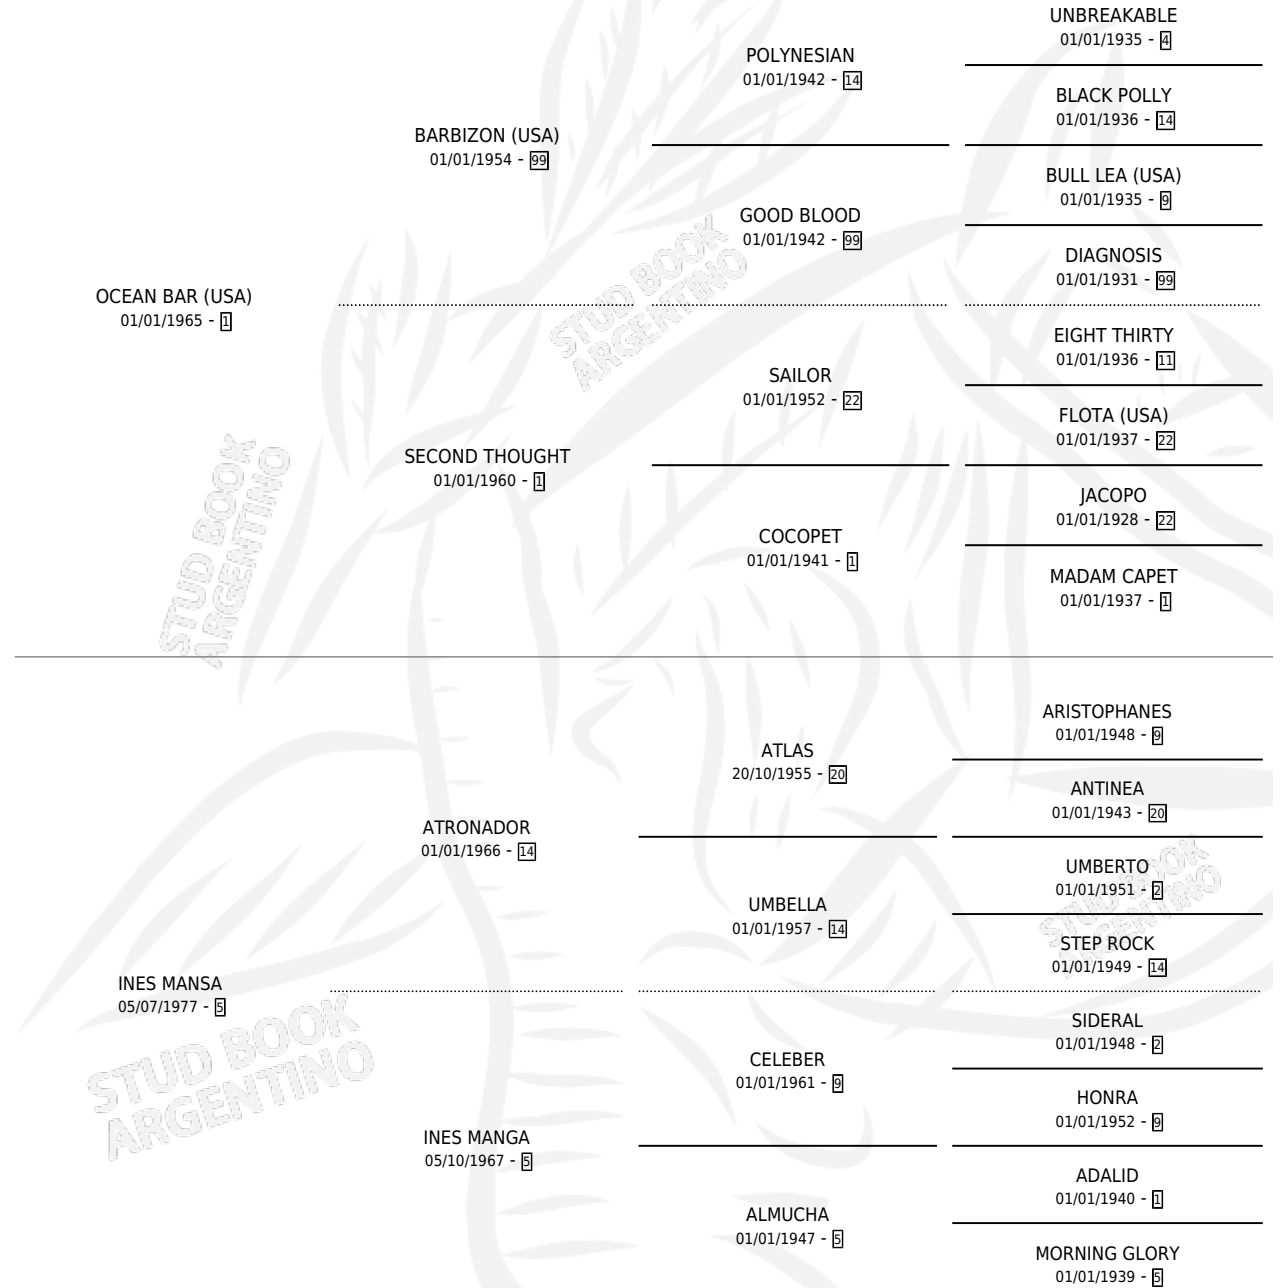 UNBREAKABLE
01/01/1935 - 4
POLYNESIAN
01/01/1942 - 14
BLACK POLLY
01/01/1936 - 14
BARBIZON (USA)
01/01/1954 - 99
BULL LEA (USA)
01/01/1935 - 9
GOOD BLOOD
01/01/1942 - 99
DIAGNOSIS
01/01/1931 - 99
OCEAN BAR (USA)
01/01/1965 - 1
EIGHT THIRTY
01/01/1936 - 11
SAILOR
01/01/1952 - 22
FLOTA (USA)
01/01/1937 - 22
SECOND THOUGHT
01/01/1960 - 1
JACOPO
01/01/1928 - 22
COCOPET
01/01/1941 - 1
MADAM CAPET
01/01/1937 - 1
ARISTOPHANES
01/01/1948 - 9
ATLAS
20/10/1955 - 20
ANTINEA
01/01/1943 - 20
ATRONADOR
01/01/1966 - 14
UMBERTO
01/01/1951 - 2
UMBELLA
01/01/1957 - 14
STEP ROCK
01/01/1949 - 14
INES MANSA
05/07/1977 - 5
SIDERAL
01/01/1948 - 2
CELEBER
01/01/1961 - 9
HONRA
01/01/1952 - 9
INES MANGA
05/10/1967 - 5
ADALID
01/01/1940 - 1
ALMUCHA
01/01/1947 - 5
MORNING GLORY
01/01/1939 - 5
STUD BOOK
ARGENTINO
STUD BOOK
ARGENTINO
STUD BOOK
ARGENTINO
STUD BOOK
ARGENTINO